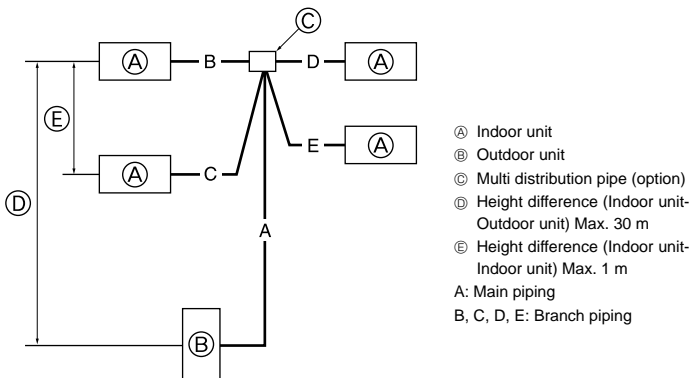 Ⓒ
Ⓐ B D Ⓐ
Ⓔ
Ⓐ C E Ⓐ
Ⓓ
A
Ⓑ
Ⓐ Indoor unit
Ⓑ Outdoor unit
Ⓒ Multi distribution pipe (option)
Ⓓ Height difference (Indoor unit-
Outdoor unit) Max. 30 m
Ⓔ Height difference (Indoor unit-
Indoor unit) Max. 1 m
A: Main piping
B, C, D, E: Branch piping